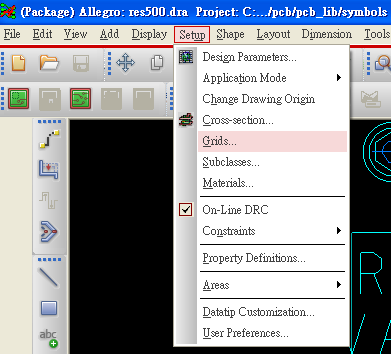 (Package) Allegro: res500.dra Project: C:.../pcb/pcb_lib/symbols
File Edit View Add Display Setup Shape Layout Dimension Tools
Design Parameters...
Application Mode
Change Drawing Origin
Cross-section...
Grids...
Subclasses...
Materials...
On-Line DRC
Constraints
Property Definitions...
Areas
Datatip Customization...
User Preferences...
R
abc